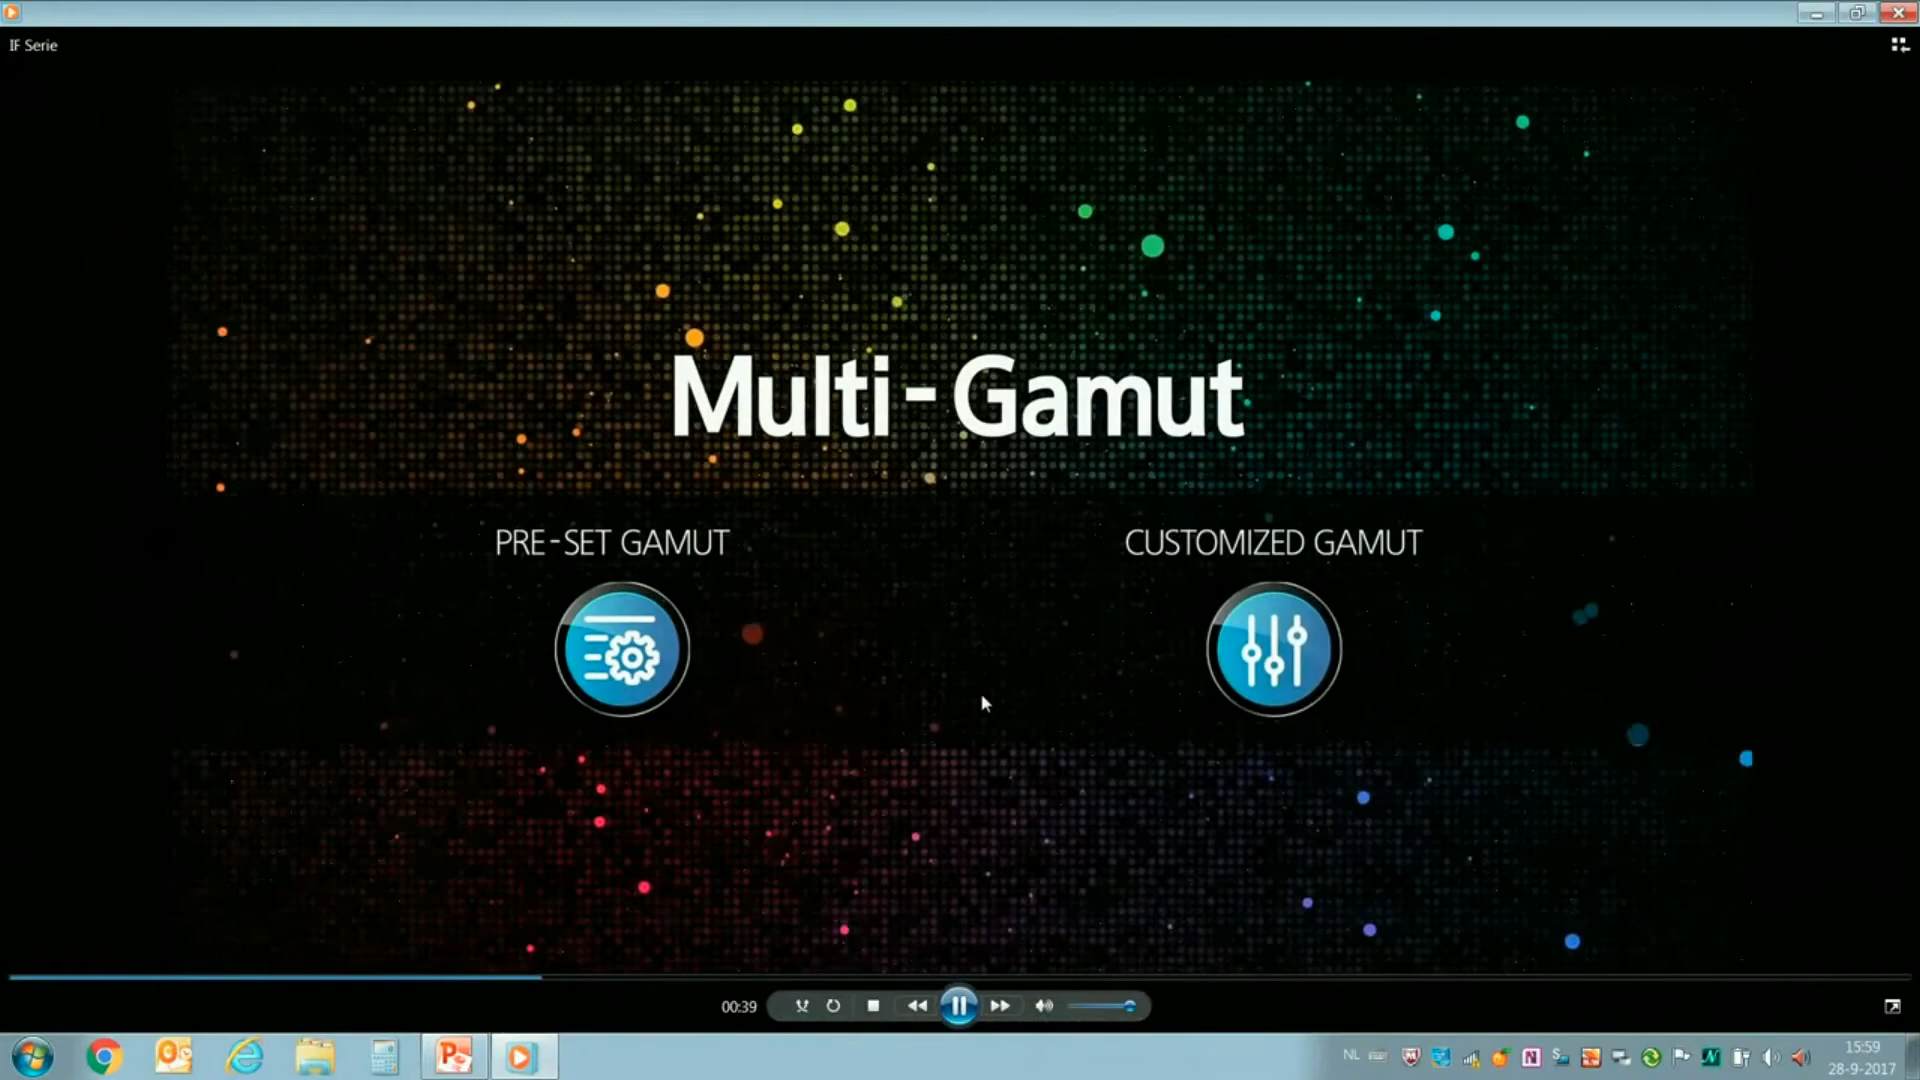 IF Serie
Multi-Gamut
PRE-SET GAMUT
CUSTOMIZED GAMUT
00:39
NL
15:59
28-9-2017